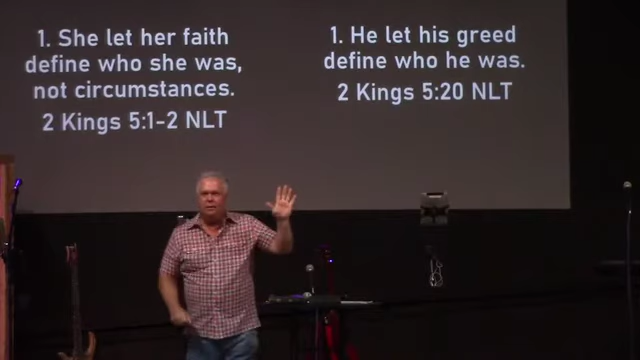 1. She let her faith
define who she was,
not circumstances.
2 Kings 5:1-2 NLT
1. He let his greed
define who he was.
2 Kings 5:20 NLT